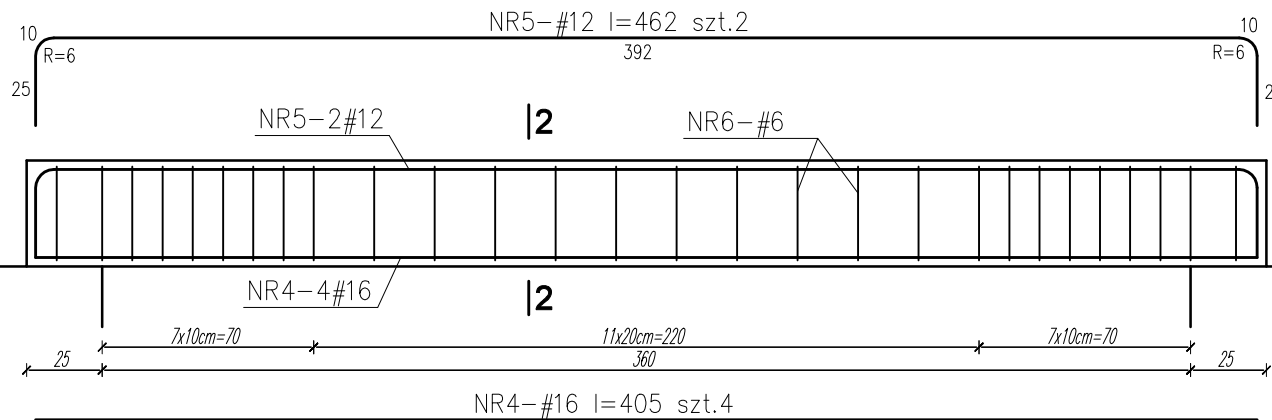 NR5-#12 l=462 szt.2
10
10
R=6
392
R=6
25
2
NR5-2#12
2
NR6-#6
NR4-4#16
2
7x10cm=70
11x20cm=220
7x10cm=70
25
360
25
NR4-#16 l=405 szt.4